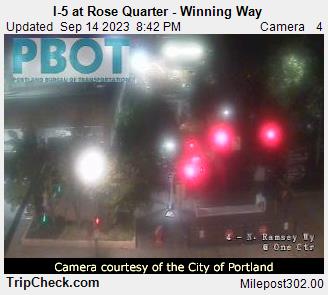 I-5 at Rose Quarter - Winning Way
Updated Sep 14 2023 8:42 PM Camera 4
PBOT
PORTLAND BUREAU OF TRANSPORTATION
4 - N. Ramsey Wy
@ One Ctr
Camera courtesy of the City of Portland
TripCheck.com Milepost302.00